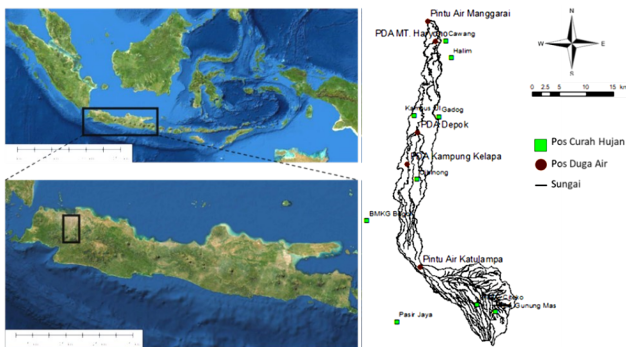 Pintu Air Manggarai
PDA MT. Haryono
Cawang
Halim
N
W
E
S
0 2.5 5 10 15 km
Gadog
PDA Depok
PDA Kampung Kelapa
BMKG
Pintu Air Katulampa
Gunung Mas
Pasir Jaya
Pos Curah Hujan
Pos Duga Air
Sungai